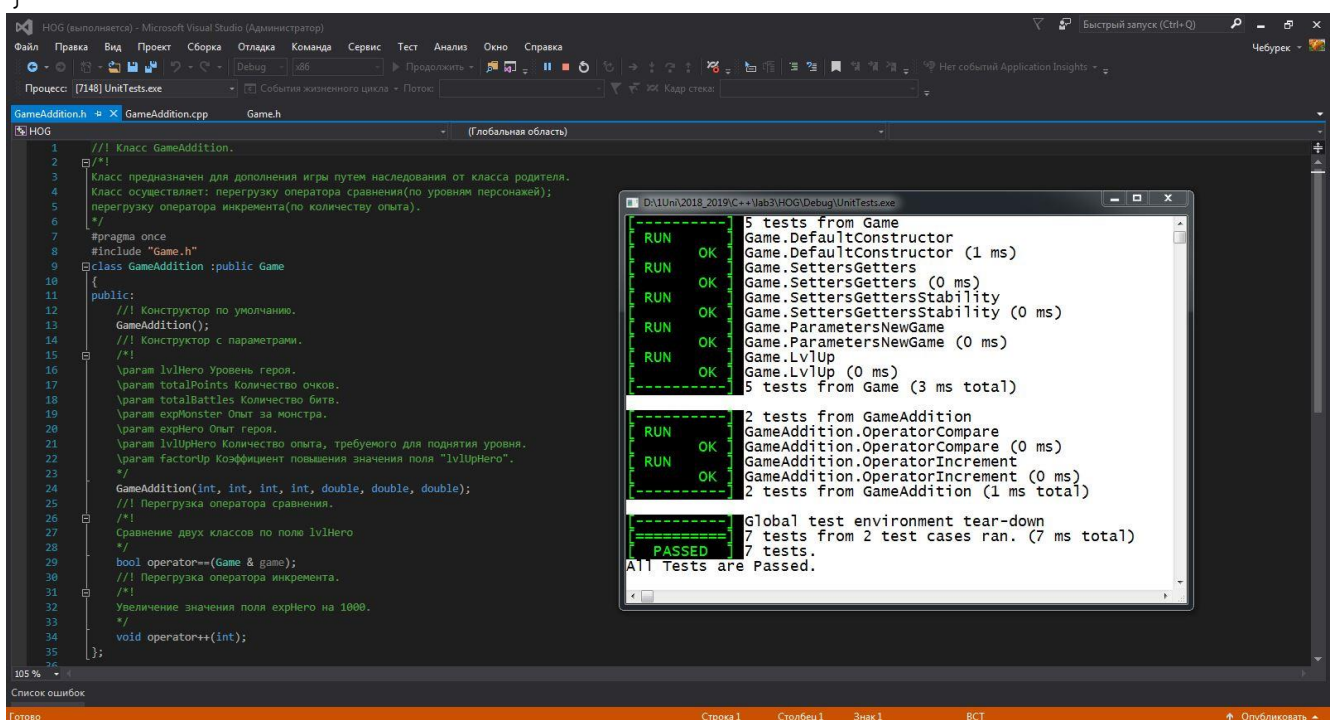 }
HOG (выполняется) - Microsoft Visual Studio (Администратор)
Быстрый запуск (Ctrl+Q)
Файл Правка Вид Проект Сборка Отладка Команда Сервис Тест Анализ Окно Справка
Чебурек
Debug x86 Продолжить Нет событий Application Insights
Процесс: [7148] UnitTests.exe События жизненного цикла Поток: Кадр стека:
GameAddition.h GameAddition.cpp Game.h
HOG (Глобальная область)
1 //! Класс GameAddition.
2 /*!
3 Класс предназначен для дополнения игры путем наследования от класса родителя.
4 Класс осуществляет: перегрузку оператора сравнения(по уровням персонажей);
5 перегрузку оператора инкремента(по количеству опыта).
6 */
7 #pragma once
8 #include "Game.h"
9 class GameAddition :public Game
10 {
11 public:
12 //! Конструктор по умолчанию.
13 GameAddition();
14 //! Конструктор с параметрами.
15 /*!
16 \param lvlHero Уровень героя.
17 \param totalPoints Количество очков.
18 \param totalBattles Количество битв.
19 \param expMonster Опыт за монстра.
20 \param expHero Опыт героя.
21 \param lvlUpHero Количество опыта, требуемого для поднятия уровня.
22 \param factorUp Коэффициент повышения значения поля "lvlUpHero".
23 */
24 GameAddition(int, int, int, int, double, double, double);
25 //! Перегрузка оператора сравнения.
26 /*!
27 Сравнение двух классов по полю lvlHero
28 */
29 bool operator==(Game & game);
30 //! Перегрузка оператора инкремента.
31 /*!
32 Увеличение значения поля expHero на 1000.
33 */
34 void operator++(int);
35 };
36
D:\1Uni\2018_2019\C++\lab3\HOG\Debug\UnitTests.exe
[----------] 5 tests from Game
[ RUN ] Game.DefaultConstructor
[ OK ] Game.DefaultConstructor (1 ms)
[ RUN ] Game.SettersGetters
[ OK ] Game.SettersGetters (0 ms)
[ RUN ] Game.SettersGettersStability
[ OK ] Game.SettersGettersStability (0 ms)
[ RUN ] Game.ParametersNewGame
[ OK ] Game.ParametersNewGame (0 ms)
[ RUN ] Game.LvlUp
[ OK ] Game.LvlUp (0 ms)
[----------] 5 tests from Game (3 ms total)
[----------] 2 tests from GameAddition
[ RUN ] GameAddition.OperatorCompare
[ OK ] GameAddition.OperatorCompare (0 ms)
[ RUN ] GameAddition.OperatorIncrement
[ OK ] GameAddition.OperatorIncrement (0 ms)
[----------] 2 tests from GameAddition (1 ms total)
[----------] Global test environment tear-down
[==========] 7 tests from 2 test cases ran. (7 ms total)
[ PASSED ] 7 tests.
All Tests are Passed.
105 %
Список ошибок
Готово Строка 1 Столбец 1 Знак 1 ВСТ Опубликовать